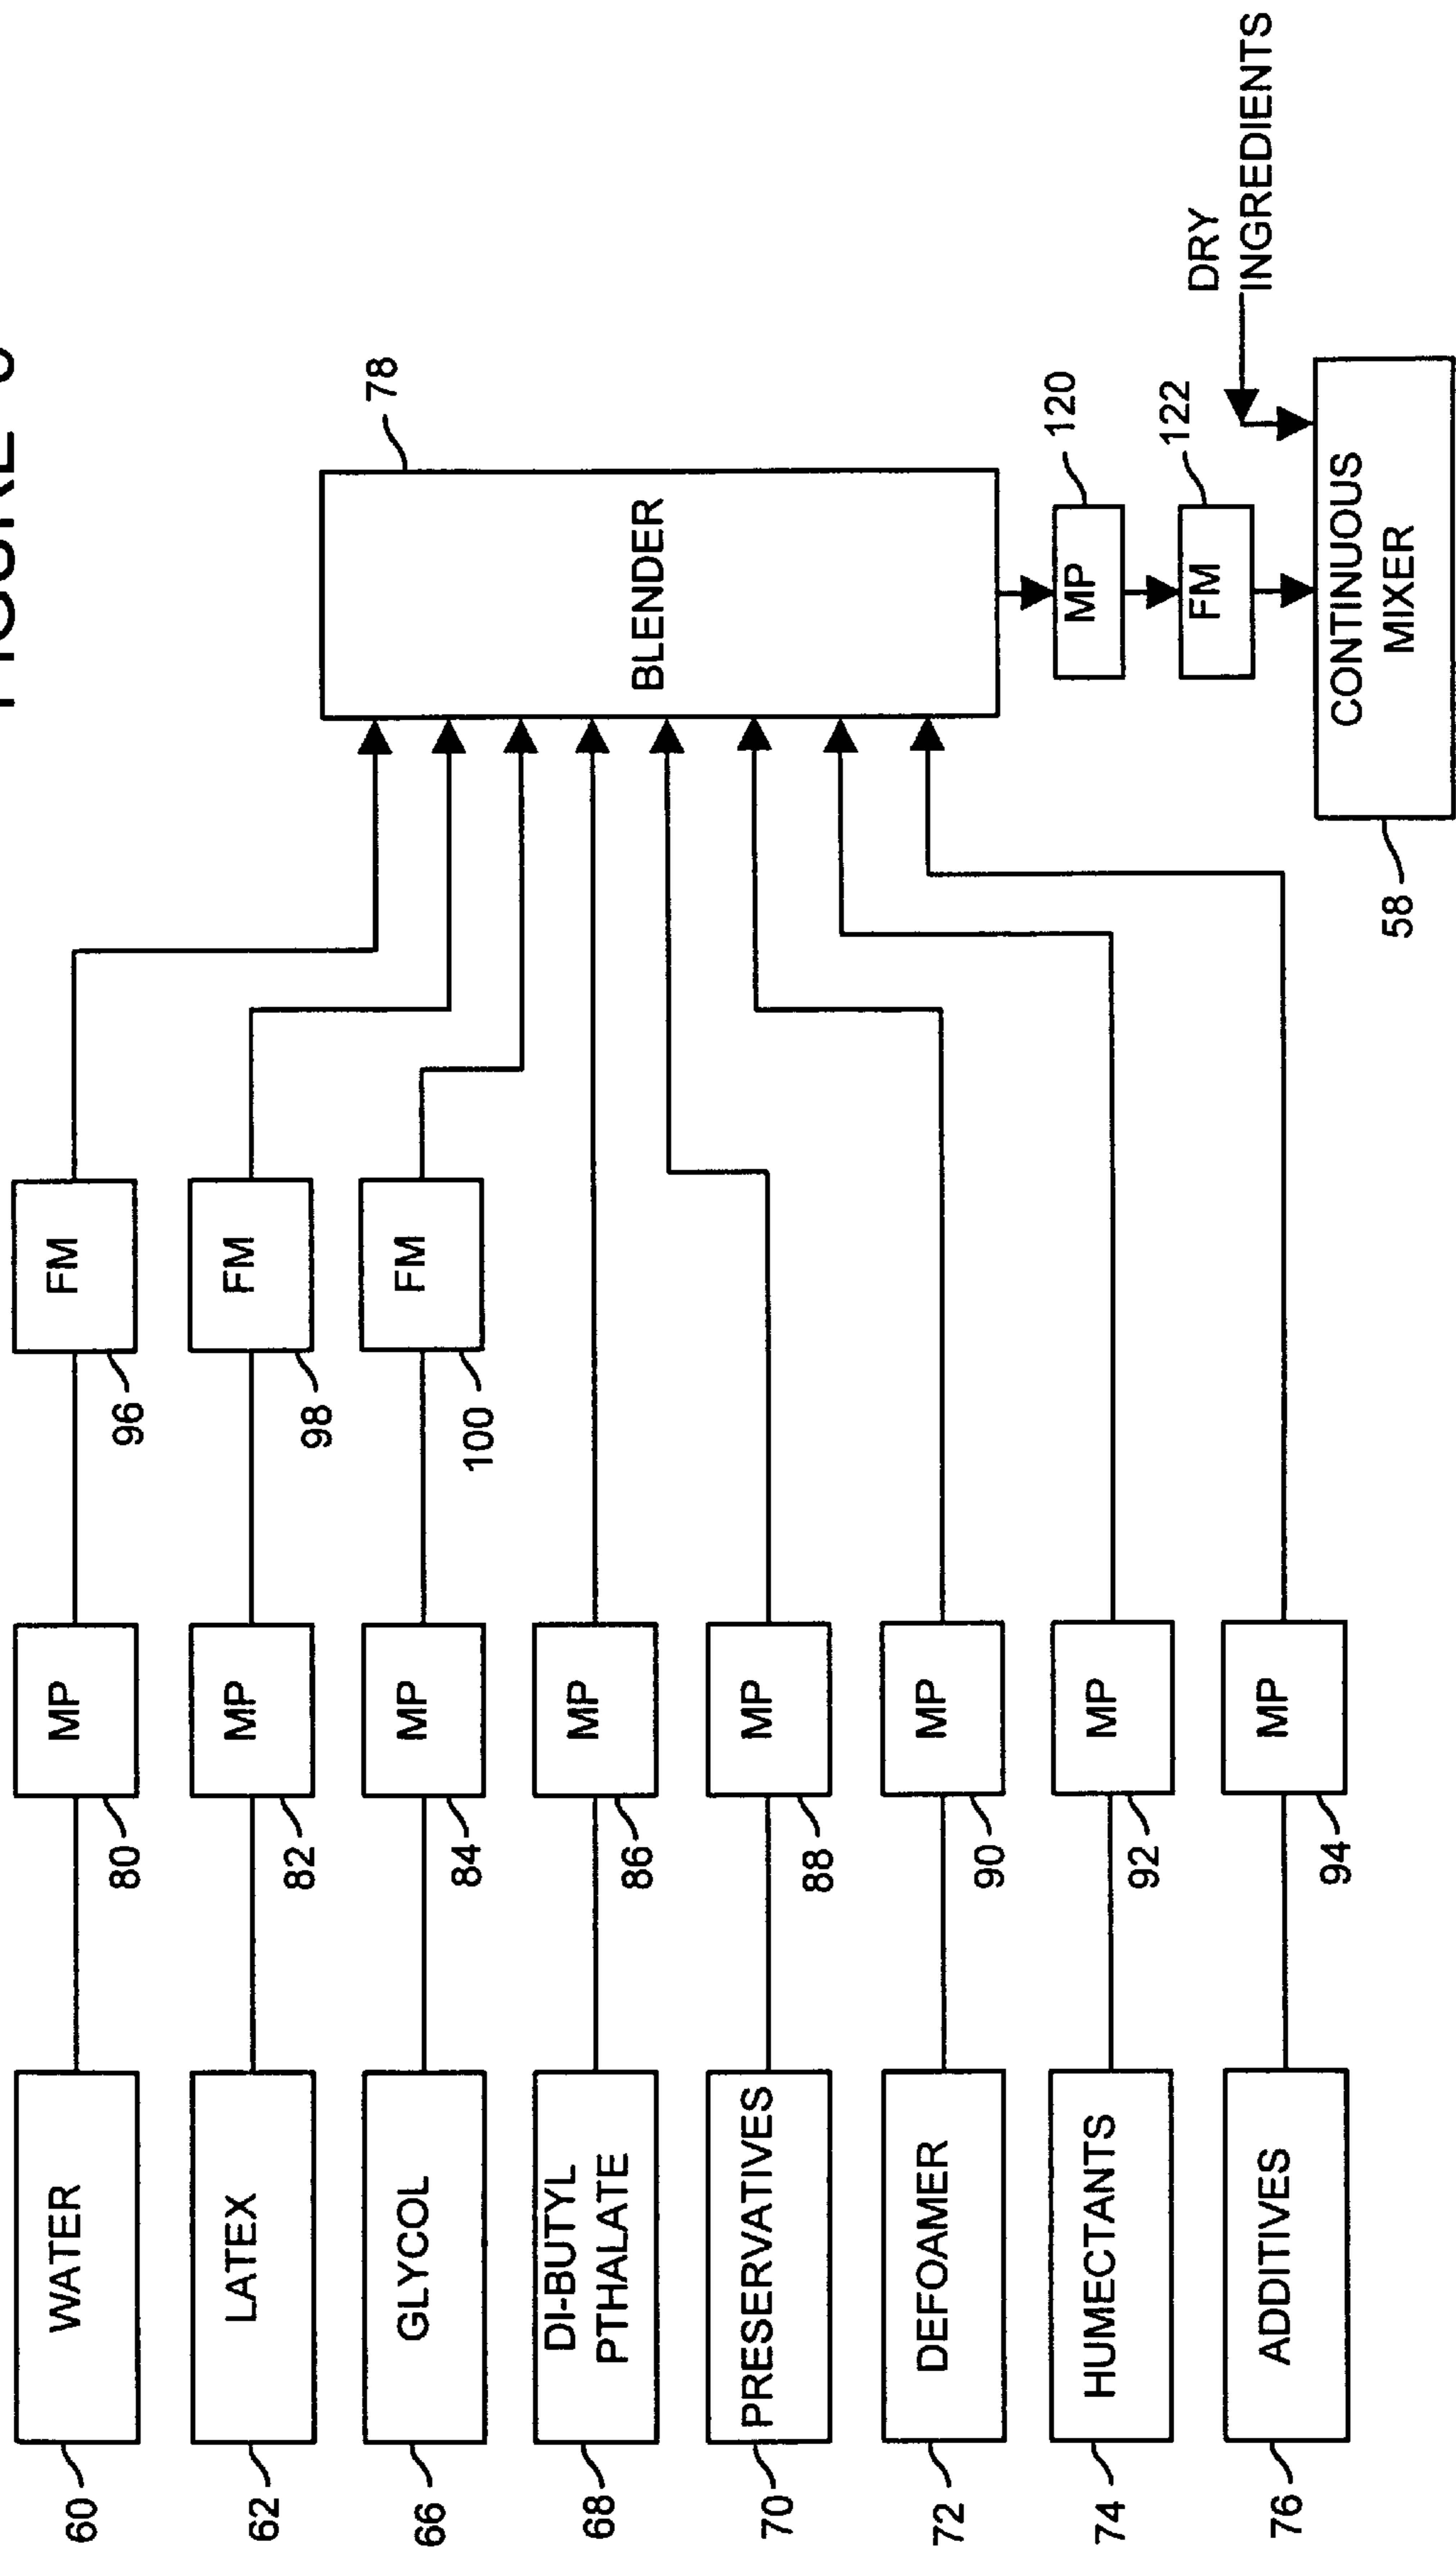 60
WATER
80
MP
96
FM
62
LATEX
82
MP
98
FM
66
GLYCOL
84
MP
100
FM
68
DI-BUTYL
PTHALATE
86
MP
70
PRESERVATIVES
88
MP
72
DEFOAMER
90
MP
74
HUMECTANTS
92
MP
76
ADDITIVES
94
MP
78
BLENDER
MP
120
FM
122
DRY
INGREDIENTS
CONTINUOUS
MIXER
58